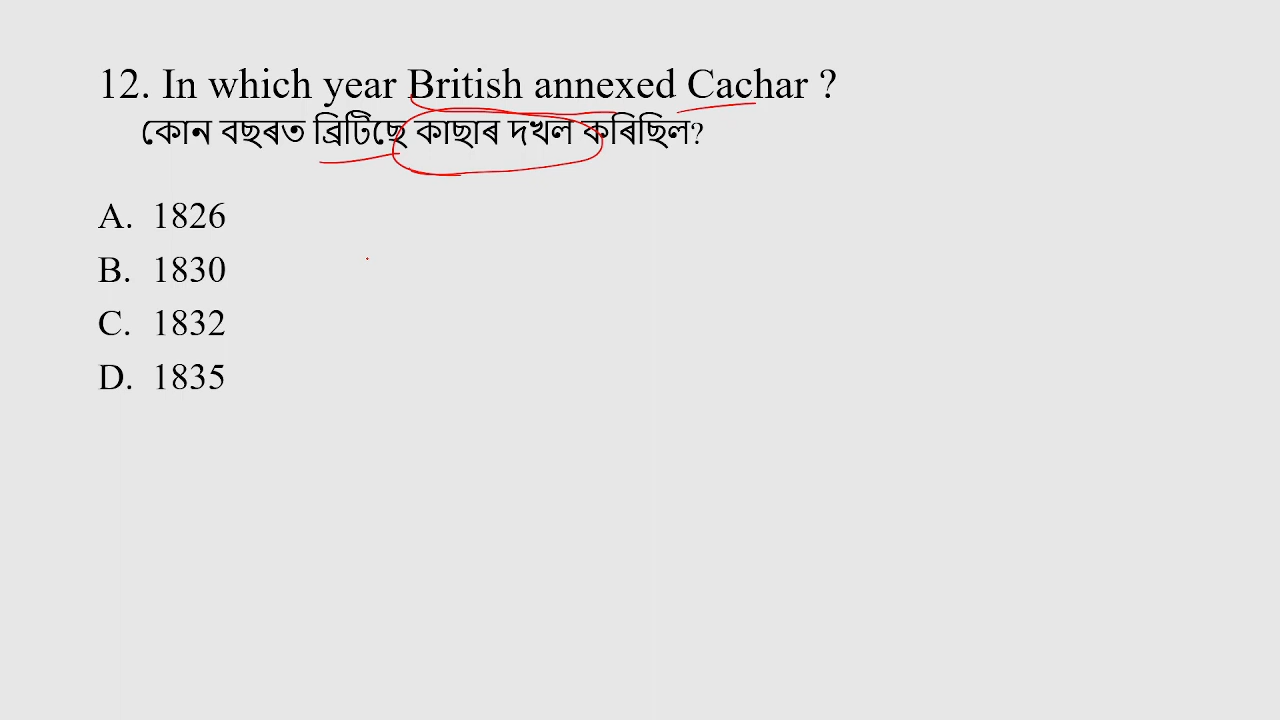 12. In which year British annexed Cachar ?
কোন বছৰত ব্ৰিটিছে কাছাৰ দখল কৰিছিল?
A. 1826
B. 1830
C. 1832
D. 1835